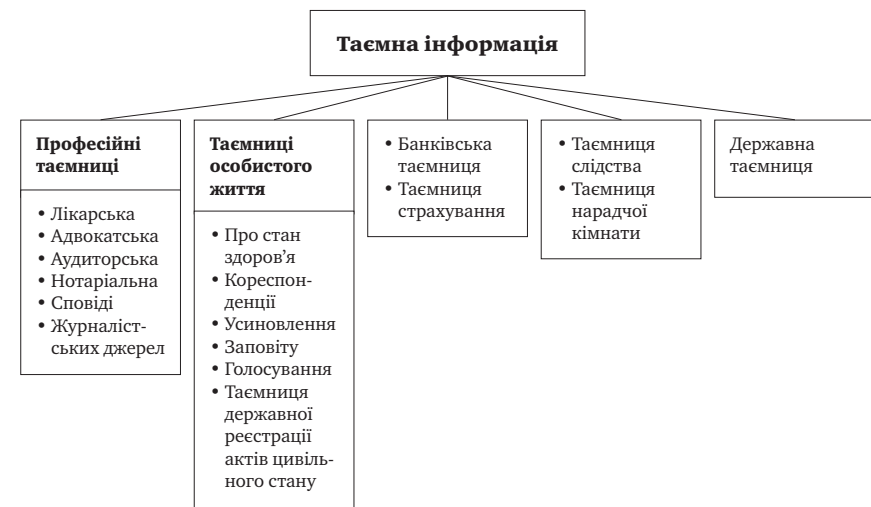 Таємна інформація
Професійні
таємниці
• Лікарська
• Адвокатська
• Аудиторська
• Нотаріальна
• Сповіді
• Журналіст-
ських джерел
Таємниці
особистого
життя
• Про стан
здоров’я
• Кореспон-
денції
• Усиновлення
• Заповіту
• Голосування
• Таємниця
державної
реєстрації
актів цивіль-
ного стану
• Банківська
таємниця
• Таємниця
страхування
• Таємниця
слідства
• Таємниця
нарадчої
кімнати
Державна
таємниця